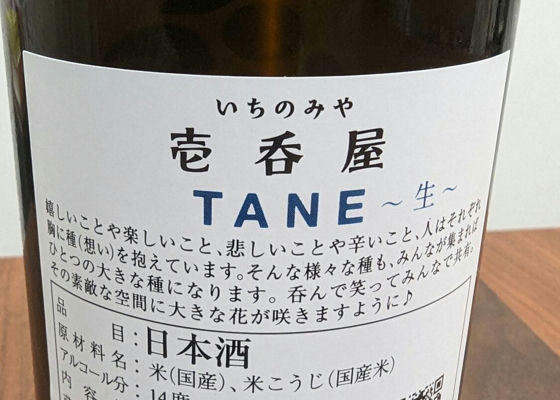 いちのみや
壱呑屋
TANE～生～
嬉しいことや楽しいこと、悲しいことや辛いこと、人はそれぞれ
胸に種(想い)を抱えています。そんな様々な種も、みんなが集まれば
ひとつの大きな種になります。呑んで笑ってみんなで共有。
その素敵な空間に大きな花が咲きますように♪
品目：日本酒
原材料名：米(国産)、米こうじ(国産米)
アルコール分：14度
内容